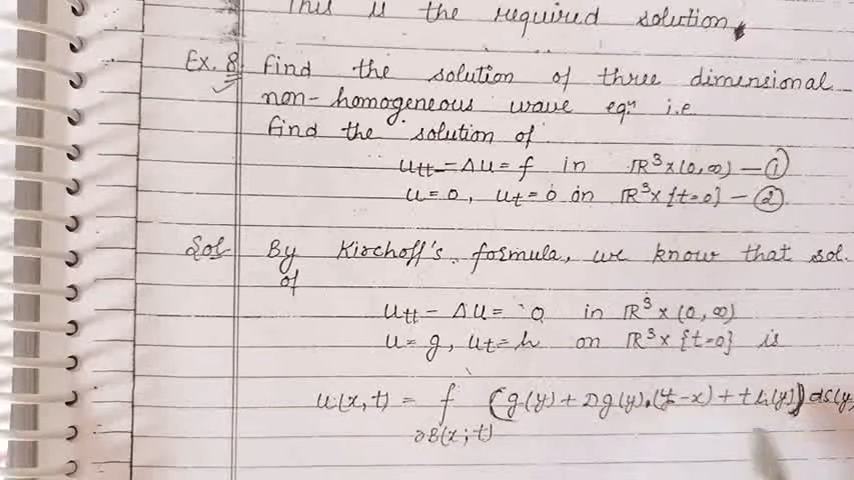 This is the required solution
Ex. 8 Find the solution of three dimensional
non-homogeneous wave eqn i.e
find the solution of
utt - Δu = f in ℝ³×(0,∞) — ①
u=0, ut=0 on ℝ³×{t=0} — ②
Sol By Kirchoff's formula, we know that sol.
of
utt - Δu = 0 in ℝ³×(0,∞)
u=g, ut=h on ℝ³×{t=0} is
u(x,t) = f (g(y) + Dg(y).(y-x) + t h(y)) ds(y
∂B(x;t)